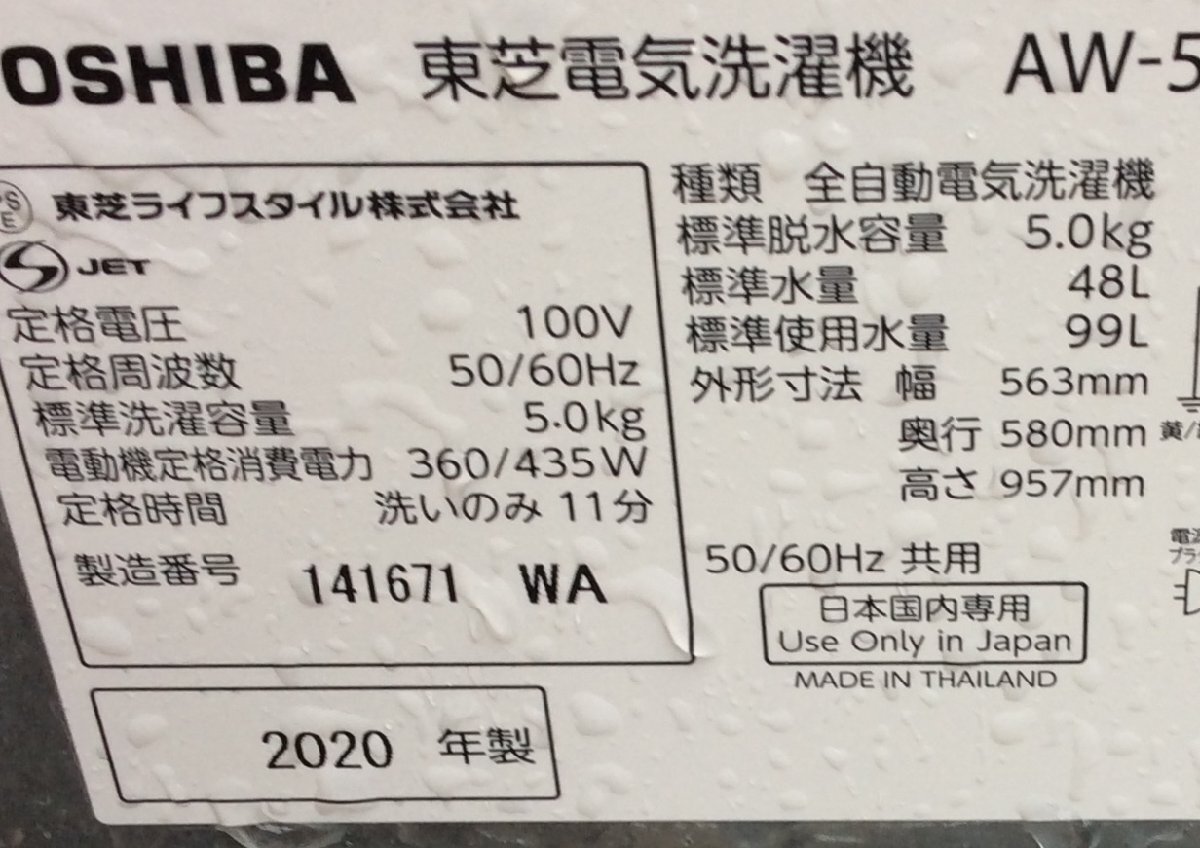 OSHIBA 東芝電気洗濯機 AW-5
PSE 東芝ライフスタイル株式会社
JET
定格電圧 100V
定格周波数 50/60Hz
標準洗濯容量 5.0kg
電動機定格消費電力 360/435W
定格時間 洗いのみ 11分
製造番号 141671 WA
2020 年製
種類 全自動電気洗濯機
標準脱水容量 5.0kg
標準水量 48L
標準使用水量 99L
外形寸法 幅 563mm
奥行 580mm
高さ 957mm
50/60Hz 共用
日本国内専用
Use Only in Japan
MADE IN THAILAND